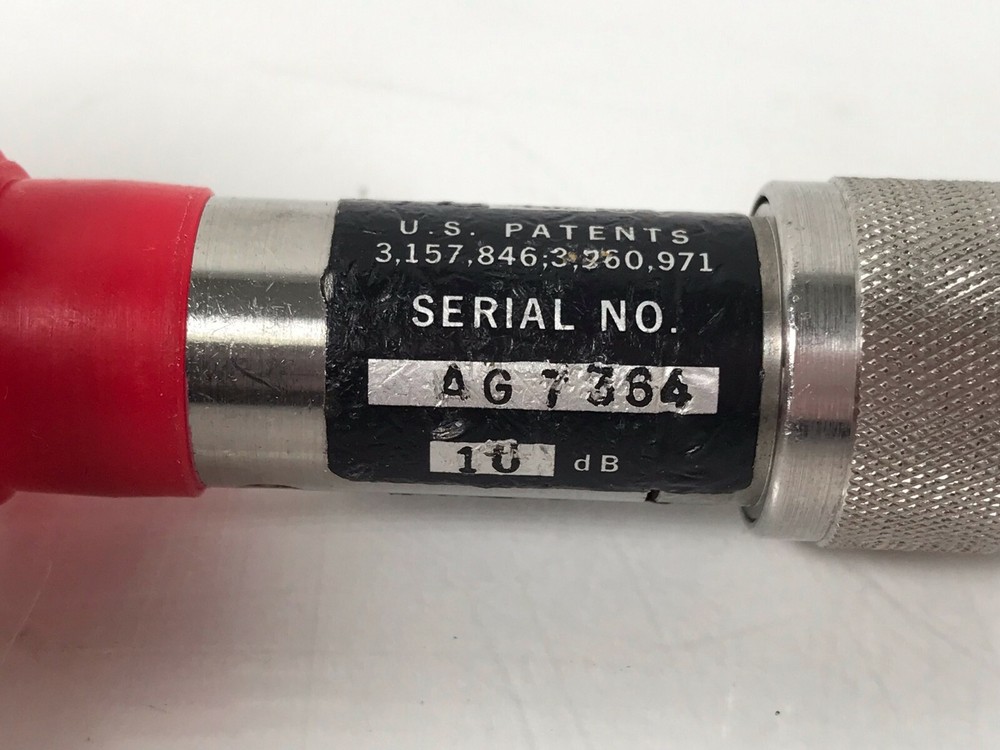 U.S. PATENTS
3,157,846;3,260,971
SERIAL NO.
AG 7364
10 dB